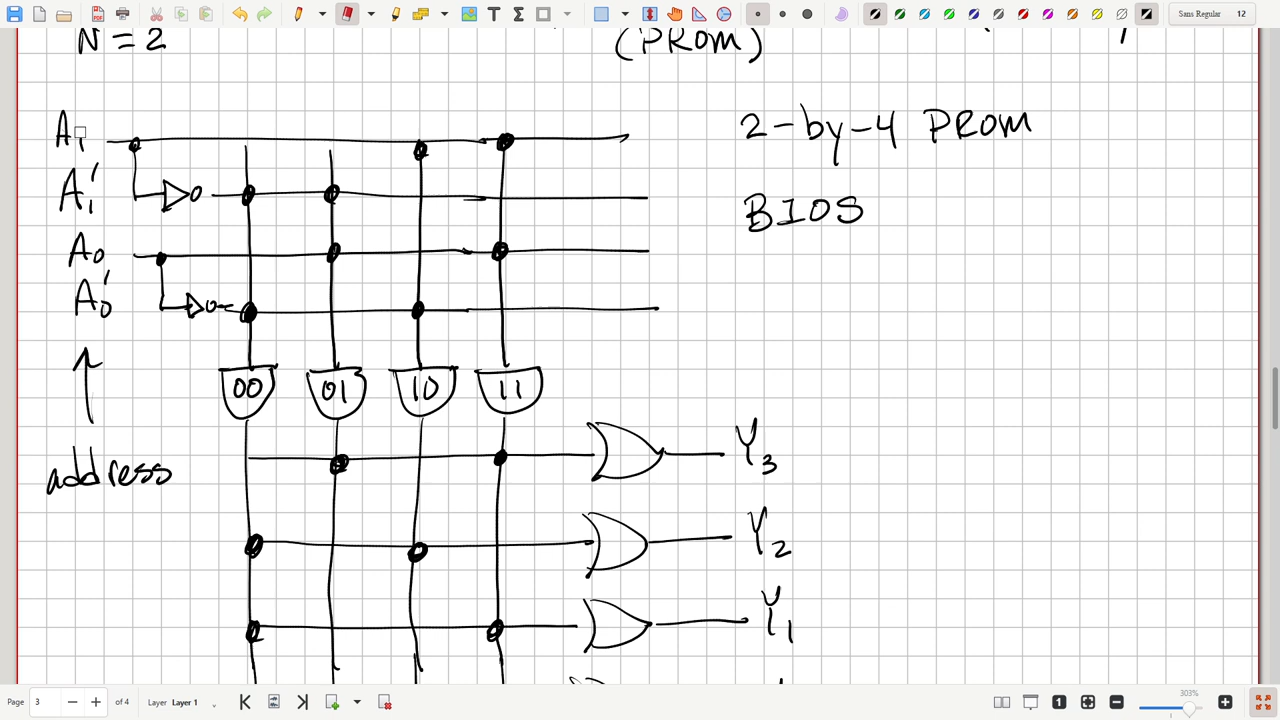 Sans Regular 12
N = 2
(PROM)
A1
2-by-4 PROM
A1'
BIOS
A0
A0'
00 01 10 11
address
Y3
Y2
Y1
Page 3 of 4 Layer Layer 1
303%